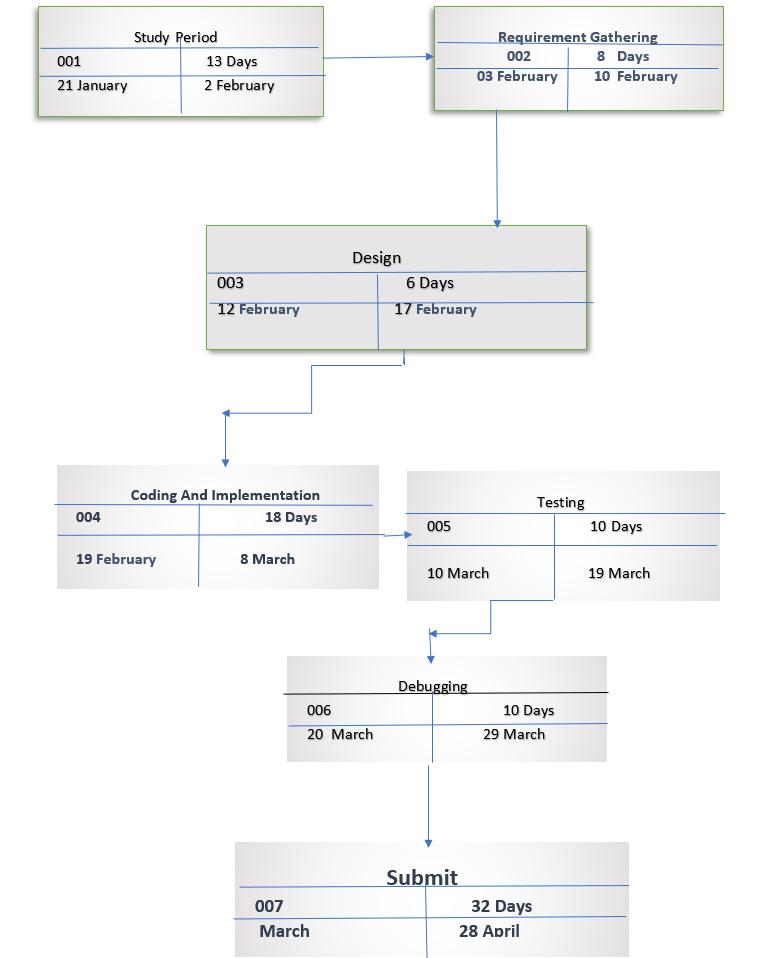 Study Period
001 13 Days
21 January 2 February
Requirement Gathering
002 8 Days
03 February 10 February
Design
003 6 Days
12 February 17 February
Coding And Implementation
004 18 Days
19 February 8 March
Testing
005 10 Days
10 March 19 March
Debugging
006 10 Days
20 March 29 March
Submit
007 32 Days
March 28 April